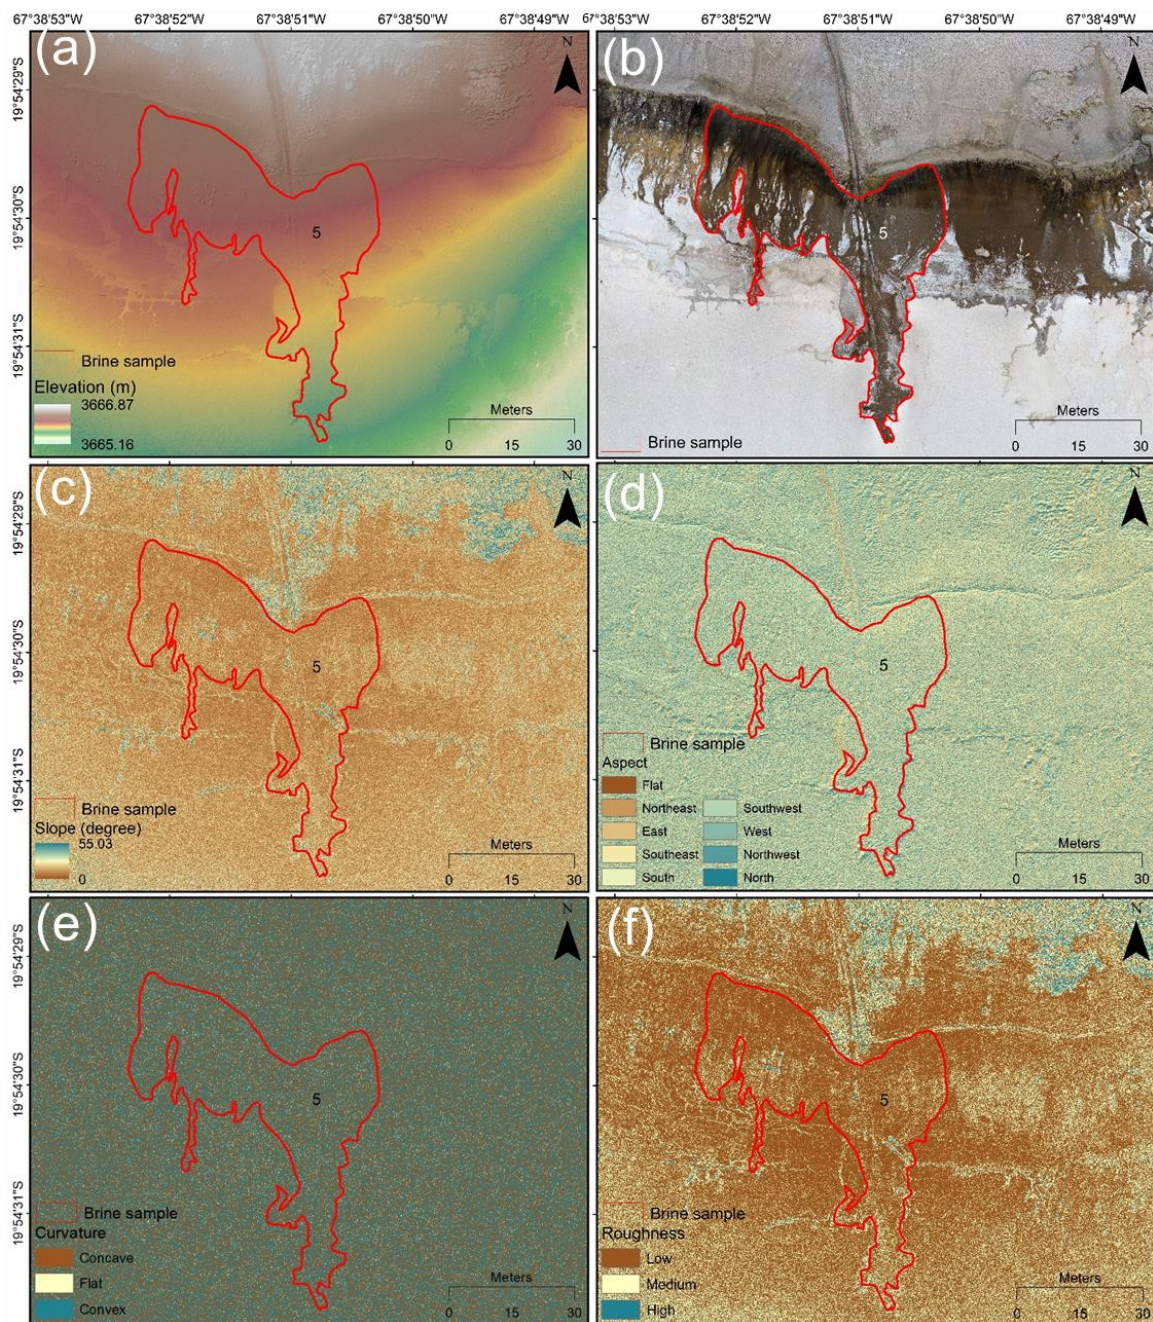 67°38'53"W 67°38'52"W 67°38'51"W 67°38'50"W 67°38'49"W 67°38'53"W 67°38'52"W 67°38'51"W 67°38'50"W 67°38'49"W
(a)
N
19°54'29"S
19°54'30"S
19°54'31"S
5
Brine sample
Elevation (m)
3666.87
3665.16
Meters
0 15 30
(b)
N
5
Brine sample
Meters
0 15 30
(c)
N
19°54'29"S
19°54'30"S
19°54'31"S
5
Brine sample
Slope (degree)
55.03
0
Meters
0 15 30
(d)
N
5
Brine sample
Aspect
Flat
Northeast Southwest
East West
Southeast Northwest
South North
Meters
0 15 30
(e)
N
19°54'29"S
19°54'30"S
19°54'31"S
5
Brine sample
Curvature
Concave
Flat
Convex
Meters
0 15 30
(f)
N
5
Brine sample
Roughness
Low
Medium
High
Meters
0 15 30